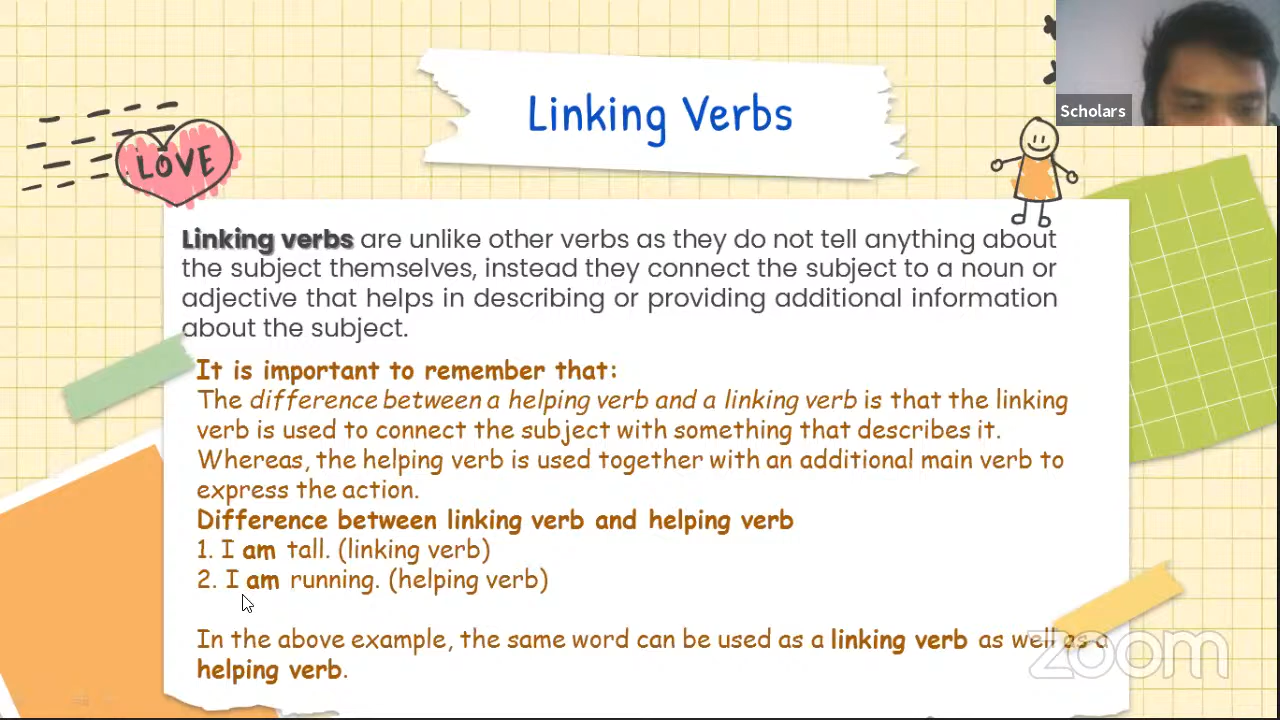 Scholars
Linking Verbs
LOVE
Linking verbs are unlike other verbs as they do not tell anything about
the subject themselves, instead they connect the subject to a noun or
adjective that helps in describing or providing additional information
about the subject.
It is important to remember that:
The difference between a helping verb and a linking verb is that the linking
verb is used to connect the subject with something that describes it.
Whereas, the helping verb is used together with an additional main verb to
express the action.
Difference between linking verb and helping verb
1. I am tall. (linking verb)
2. I am running. (helping verb)
In the above example, the same word can be used as a linking verb as well as a
helping verb.
zoom